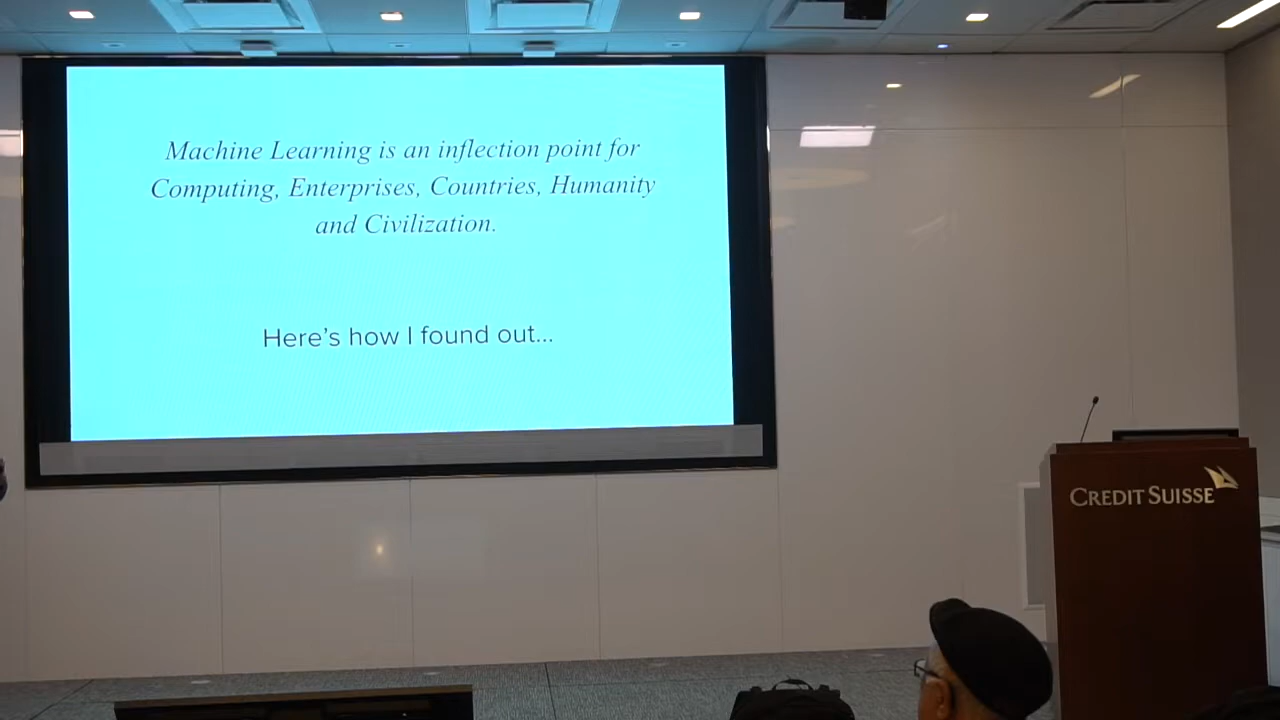 Machine Learning is an inflection point for
Computing, Enterprises, Countries, Humanity
and Civilization.
Here's how I found out...
CREDIT SUISSE